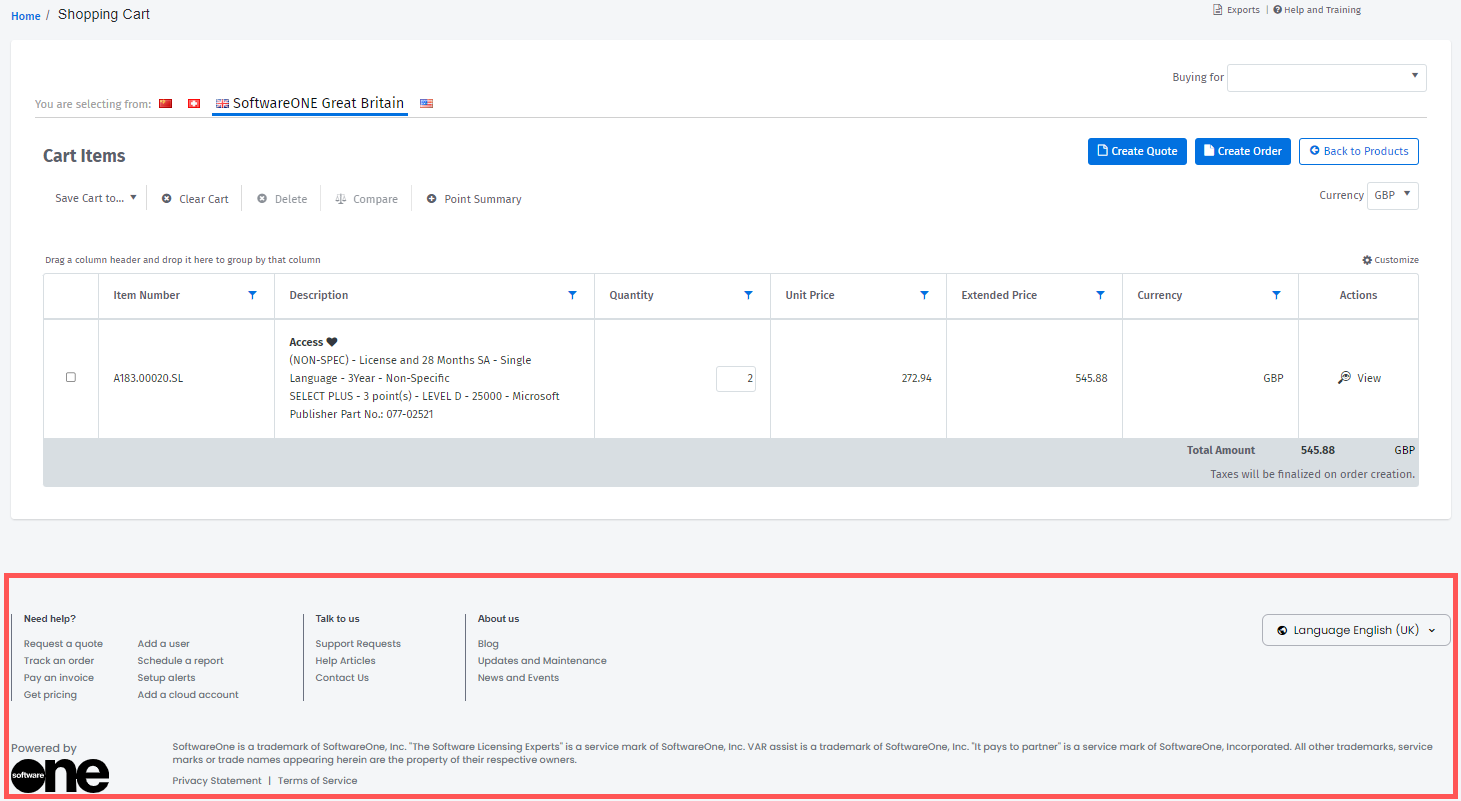 Home / Shopping Cart
Exports | Help and Training
Buying for
You are selecting from: SoftwareONE Great Britain
Cart Items
Create Quote Create Order Back to Products
Save Cart to... Clear Cart Delete Compare Point Summary
Currency GBP
Drag a column header and drop it here to group by that column
Customize
Item Number Description Quantity Unit Price Extended Price Currency Actions
Access
(NON-SPEC) - License and 28 Months SA - Single
Language - 3Year - Non-Specific
SELECT PLUS - 3 point(s) - LEVEL D - 25000 - Microsoft
Publisher Part No.: 077-02521
A183.00020.SL 2 272.94 545.88 GBP View
Total Amount 545.88 GBP
Taxes will be finalized on order creation.
Need help?
Request a quote Add a user
Track an order Schedule a report
Pay an invoice Setup alerts
Get pricing Add a cloud account
Talk to us
Support Requests
Help Articles
Contact Us
About us
Blog
Updates and Maintenance
News and Events
Language English (UK)
Powered by
software one
SoftwareOne is a trademark of SoftwareOne, Inc. "The Software Licensing Experts" is a service mark of SoftwareOne, Inc. VAR assist is a trademark of SoftwareOne, Inc. "It pays to partner" is a service mark of SoftwareOne, Incorporated. All other trademarks, service
marks or trade names appearing herein are the property of their respective owners.
Privacy Statement | Terms of Service